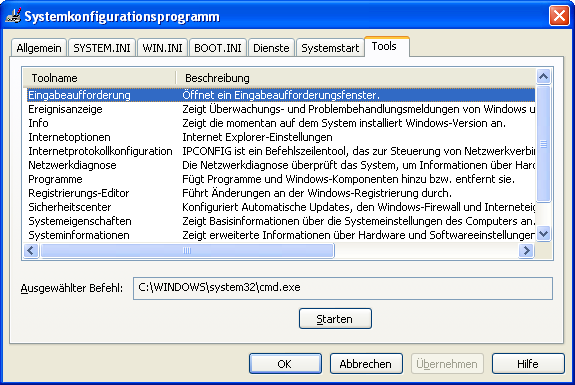 Systemkonfigurationsprogramm
Allgemein SYSTEM.INI WIN.INI BOOT.INI Dienste Systemstart Tools
Toolname Beschreibung
Eingabeaufforderung Öffnet ein Eingabeaufforderungsfenster.
Ereignisanzeige Zeigt Überwachungs- und Problembehandlungsmeldungen von Windows u
Info Zeigt die momentan auf dem System installiert Windows-Version an.
Internetoptionen Internet Explorer-Einstellungen
Internetprotokollkonfiguration IPCONFIG ist ein Befehlszeilentool, das zur Steuerung von Netzwerkverbin
Netzwerkdiagnose Die Netzwerkdiagnose überprüft das System, um Informationen über Hard
Programme Fügt Programme und Windows-Komponenten hinzu bzw. entfernt sie.
Registrierungs-Editor Führt Änderungen an der Windows-Registrierung durch.
Sicherheitscenter Konfiguriert Automatische Updates, den Windows-Firewall und Interneteig
Systemeigenschaften Zeigt Basisinformationen über die Systemeinstellungen des Computers an.
Systeminformationen Zeigt erweiterte Informationen über Hardware und Softwareeinstellungen
Ausgewählter Befehl: C:\WINDOWS\system32\cmd.exe
Starten
OK Abbrechen Übernehmen Hilfe